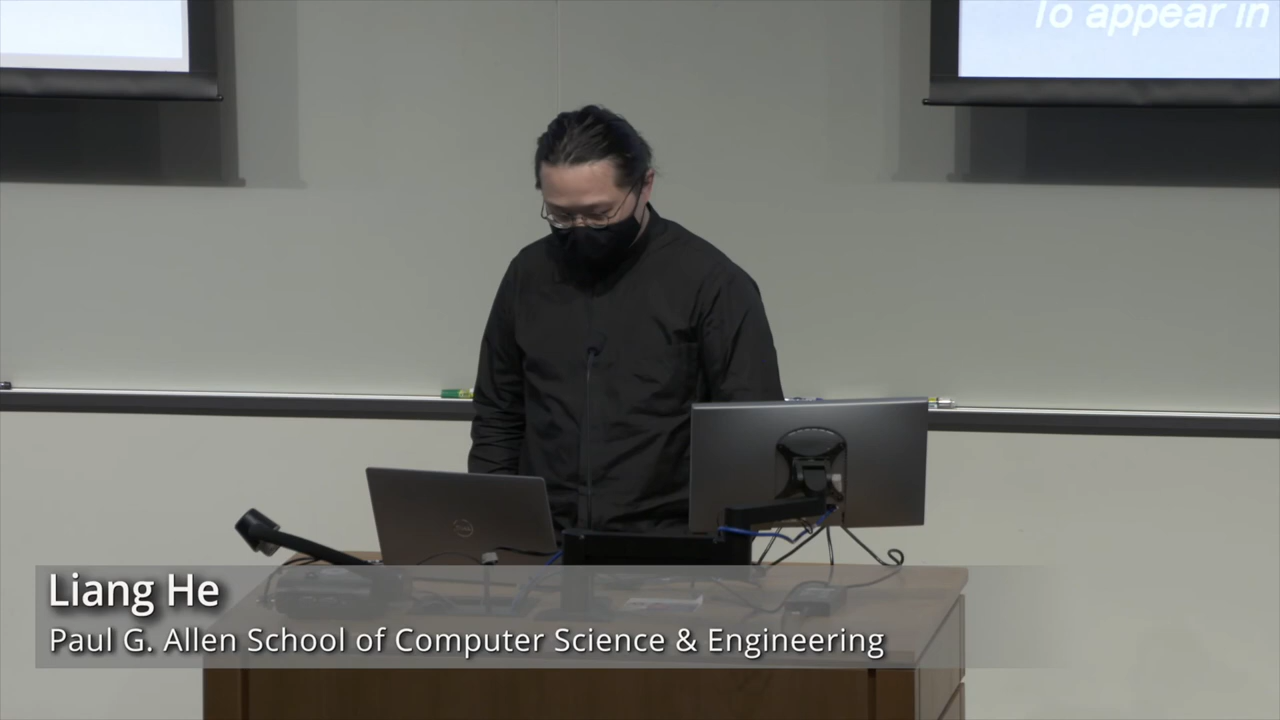 To appear in
Liang He
Paul G. Allen School of Computer Science & Engineering